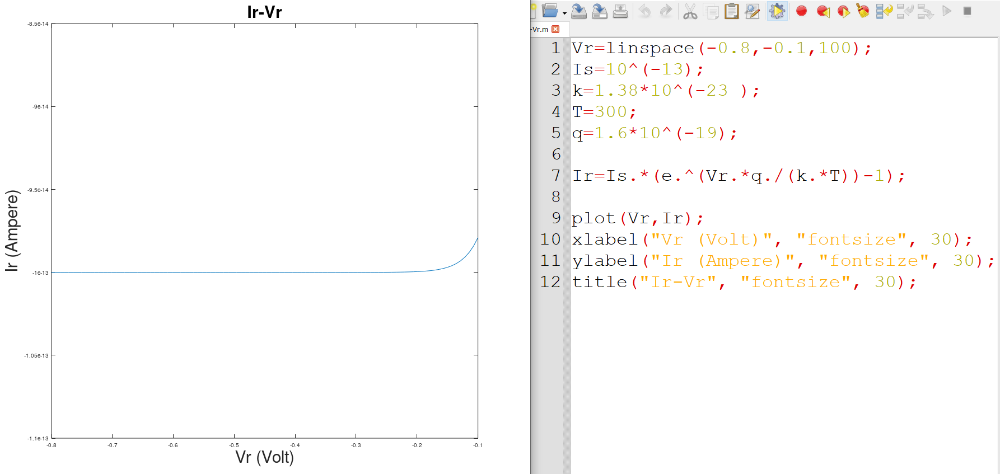 Ir-Vr
-8.5e-14
-9e-14
-9.5e-14
-1e-13
-1.05e-13
-1.1e-13
Ir (Ampere)
-0.8 -0.7 -0.6 -0.5 -0.4 -0.3 -0.2 -0.1
Vr (Volt)
-Vr.m
1 Vr=linspace(-0.8,-0.1,100);
2 Is=10^(-13);
3 k=1.38*10^(-23 );
4 T=300;
5 q=1.6*10^(-19);
6
7 Ir=Is.*(e.^(Vr.*q./(k.*T))-1);
8
9 plot(Vr,Ir);
10 xlabel("Vr (Volt)", "fontsize", 30);
11 ylabel("Ir (Ampere)", "fontsize", 30);
12 title("Ir-Vr", "fontsize", 30);